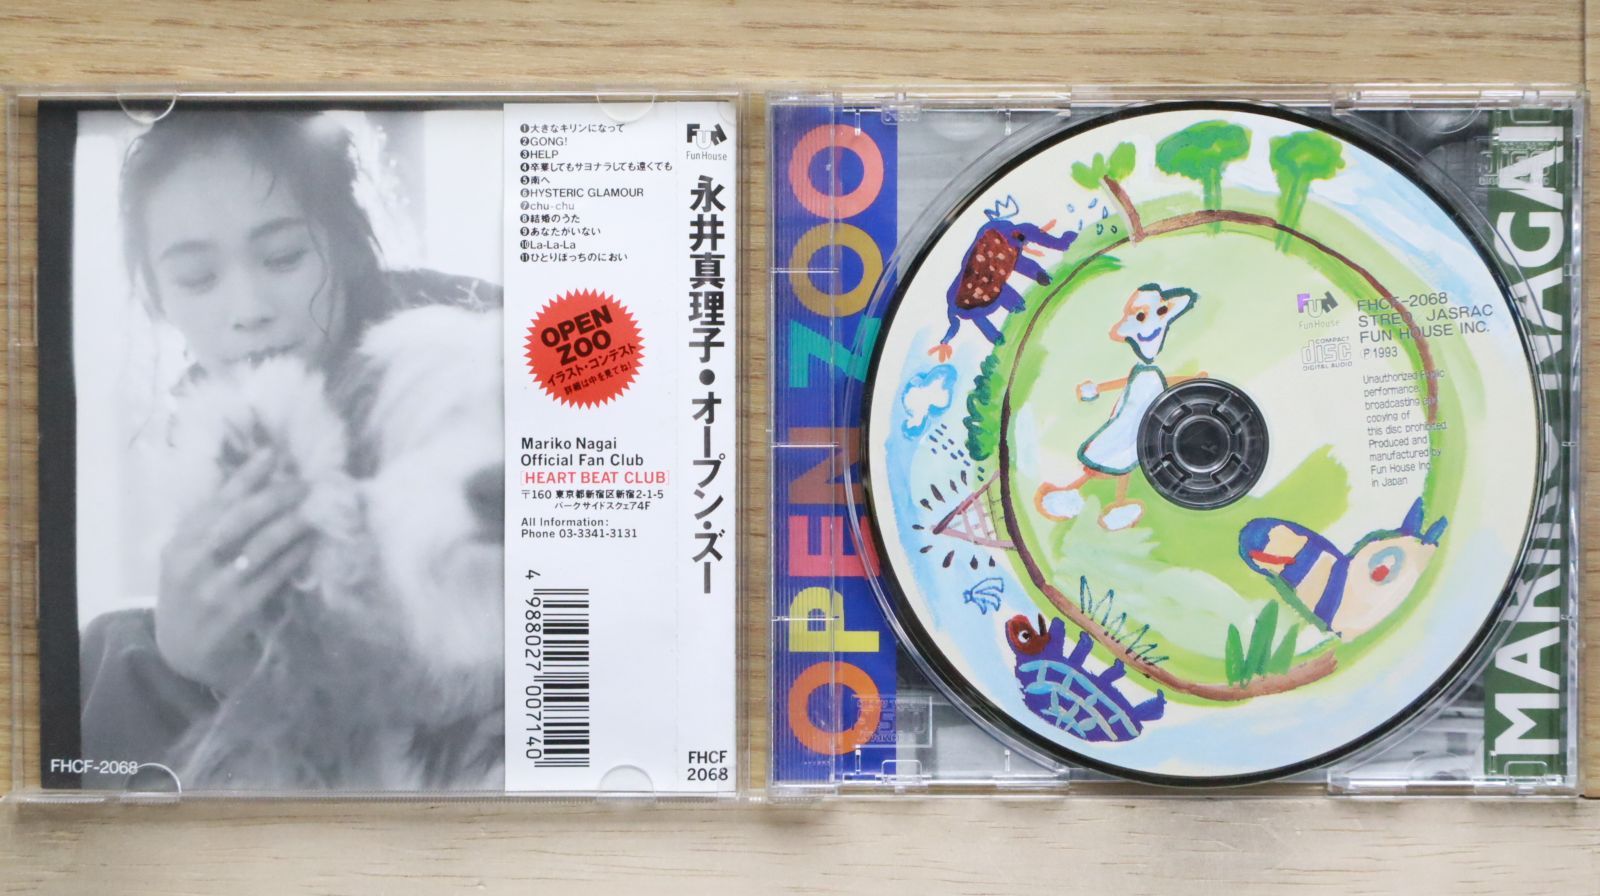 ❶大きなキリンになって
❷GONG!
❸HELP
❹卒業してもサヨナラしても遠くても
❺南へ
⑥HYSTERIC GLAMOUR
⑦chu-chu
❽結婚のうた
❾あなたがいない
❿La-La-La
⓫ひとりぼっちのにおい
OPEN
ZOO
イラスト・コンテスト
詳細は中を見てね!
Mariko Nagai
Official Fan Club
[HEART BEAT CLUB]
〒160 東京都新宿区新宿2-1-5
パークサイドスクェア4F
All Information:
Phone 03-3341-3131
4 988027 007140
FHCF-2068
Fun
Fun House
永井真理子・オープン・ズー
FHCF
2068
OPEN ZOO
Fun
Fun House
FHCF-2068
STREO JASRAC
FUN HOUSE INC.
Ⓟ1993
COMPACT
disc
DIGITAL AUDIO
Unauthorized Public
performance,
broadcasting and
copying of
this disc prohibited.
Produced and
manufactured by
Fun House Inc.
in Japan
MARIKO NAGAI